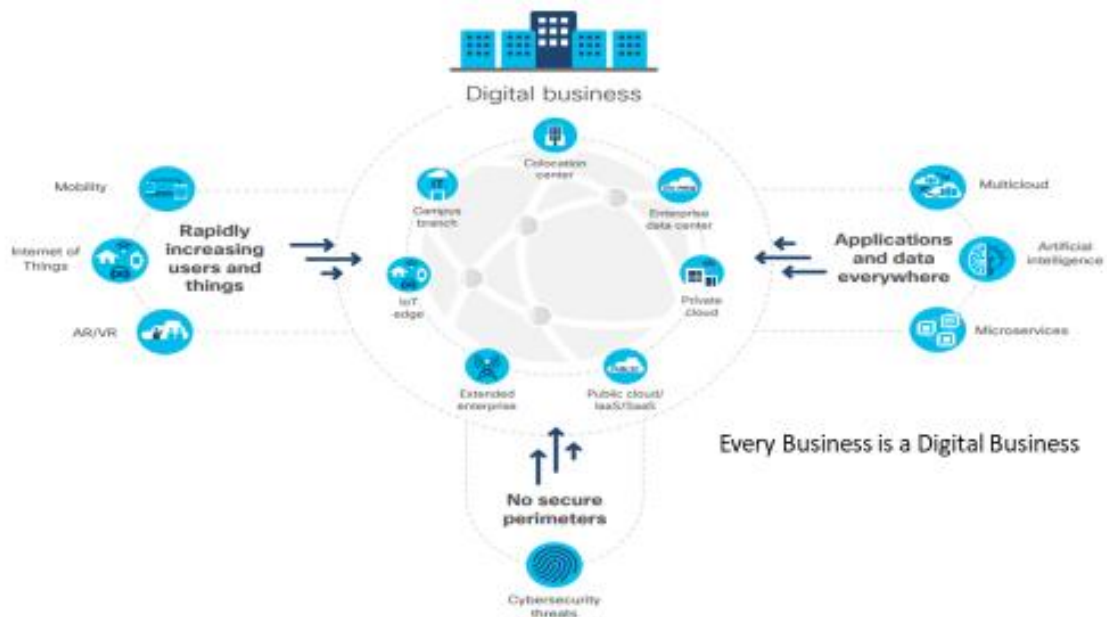 Digital business
Colocation
center
Campus
branch
Enterprise
data center
IoT
edge
Private
cloud
Extended
enterprise
Public cloud/
IaaS/SaaS
Mobility
Internet of
Things
AR/VR
Rapidly
increasing
users and
things
Applications
and data
everywhere
Multicloud
Artificial
intelligence
Microservices
Every Business is a Digital Business
No secure
perimeters
Cybersecurity
threats